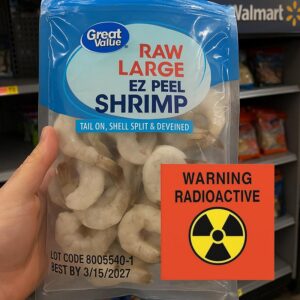 Walmart
Great
Value
RAW
LARGE
EZ PEEL
SHRIMP
TAIL ON, SHELL SPLIT & DEVEINED
WARNING
RADIOACTIVE
LOT CODE 8005540-1
BEST BY 3/15/2027